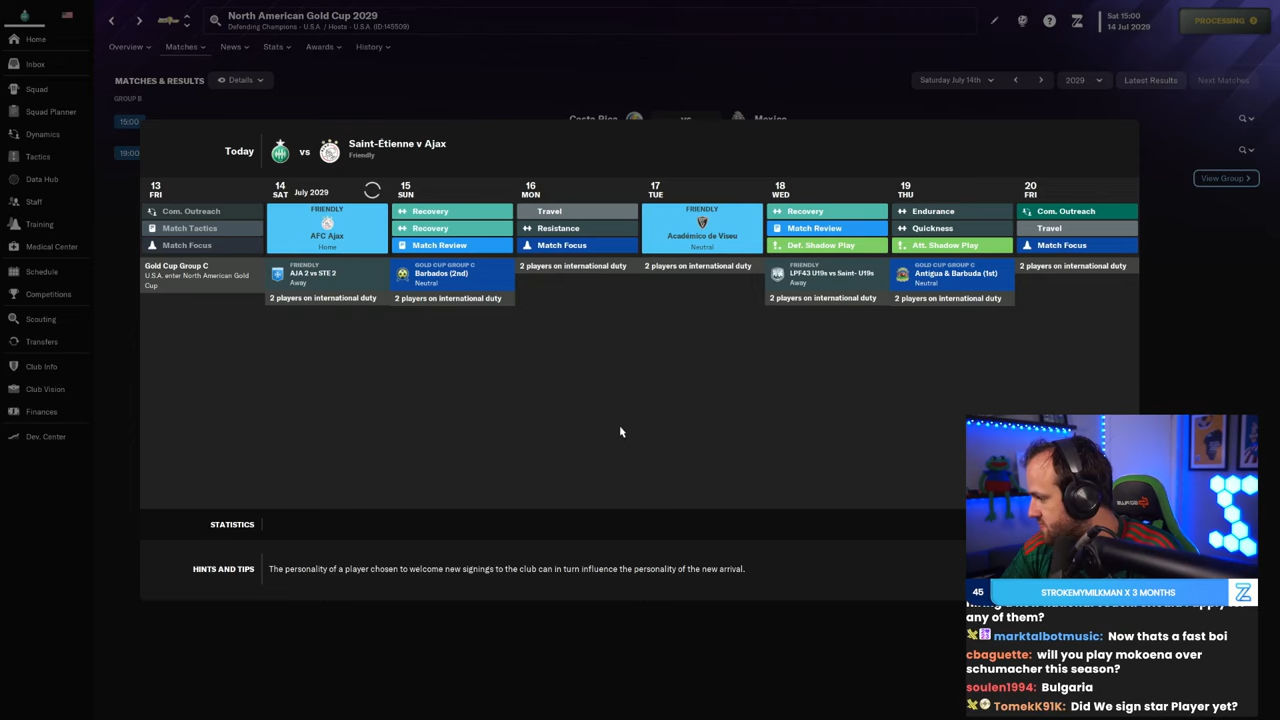 North American Gold Cup 2029
Defending Champions - U.S.A. / Hosts - U.S.A. (ID:145509)
Sat 15:00
14 Jul 2029
PROCESSING
Home
Inbox
Squad
Squad Planner
Dynamics
Tactics
Data Hub
Staff
Training
Medical Center
Schedule
Competitions
Scouting
Transfers
Club Info
Club Vision
Finances
Dev. Center
Overview
Matches
News
Stats
Awards
History
MATCHES & RESULTS
Details
Saturday July 14th
2029
Latest Results
Next Matches
GROUP B
15:00
Costa Rica
vs
Mexico
19:00
View Group
Today
vs
Saint-Étienne v Ajax
Friendly
13
FRI
14
SAT
July 2029
15
SUN
16
MON
17
TUE
18
WED
19
THU
20
FRI
Com. Outreach
Match Tactics
Match Focus
FRIENDLY
AFC Ajax
Home
Recovery
Recovery
Match Review
Travel
Resistance
Match Focus
FRIENDLY
Académico de Viseu
Neutral
Recovery
Match Review
Def. Shadow Play
Endurance
Quickness
Att. Shadow Play
Com. Outreach
Travel
Match Focus
Gold Cup Group C
U.S.A. enter North American Gold
Cup
FRIENDLY
AJA 2 vs STE 2
Away
2 players on international duty
GOLD CUP GROUP C
Barbados (2nd)
Neutral
2 players on international duty
2 players on international duty
2 players on international duty
FRIENDLY
LPF43 U19s vs Saint- U19s
Away
2 players on international duty
GOLD CUP GROUP C
Antigua & Barbuda (1st)
Neutral
2 players on international duty
2 players on international duty
STATISTICS
HINTS AND TIPS
The personality of a player chosen to welcome new signings to the club can in turn influence the personality of the new arrival.
45
STROKEMYMILKMAN X 3 MONTHS
any of them?
marktalbotmusic: Now thats a fast boi
cbaguette: will you play mokoena over
schumacher this season?
soulen1994: Bulgaria
TomekK91K: Did We sign star Player yet?